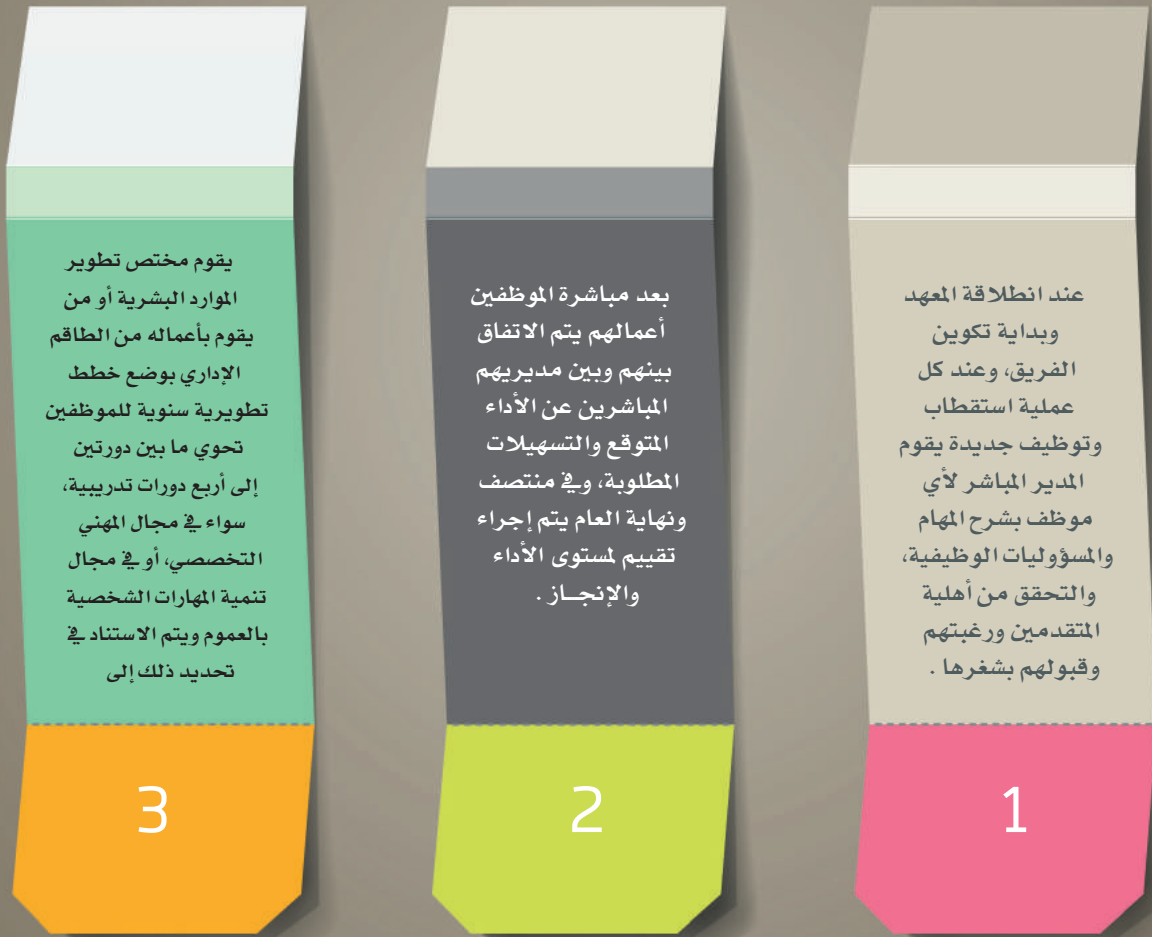 عند انطلاقة المعهد
وبداية تكوين
الفريق، وعند كل
عملية استقطاب
وتوظيف جديدة يقوم
المدير المباشر لأي
موظف بشرح المهام
والمسؤوليات الوظيفية،
والتحقق من أهلية
المتقدمين ورغبتهم
وقبولهم بشغرها .
1
بعد مباشرة الموظفين
أعمالهم يتم الاتفاق
بينهم وبين مديريهم
المباشرين عن الأداء
المتوقع والتسهيلات
المطلوبة، وفي منتصف
ونهاية العام يتم إجراء
تقييم لمستوى الأداء
والإنجــاز .
2
يقوم مختص تطوير
الموارد البشرية أو من
يقوم بأعماله من الطاقم
الإداري بوضع خطط
تطويرية سنوية للموظفين
تحوي ما بين دورتين
إلى أربع دورات تدريبية،
سواء في مجال المهني
التخصصي، أو في مجال
تنمية المهارات الشخصية
بالعموم ويتم الاستناد في
تحديد ذلك إلى
3